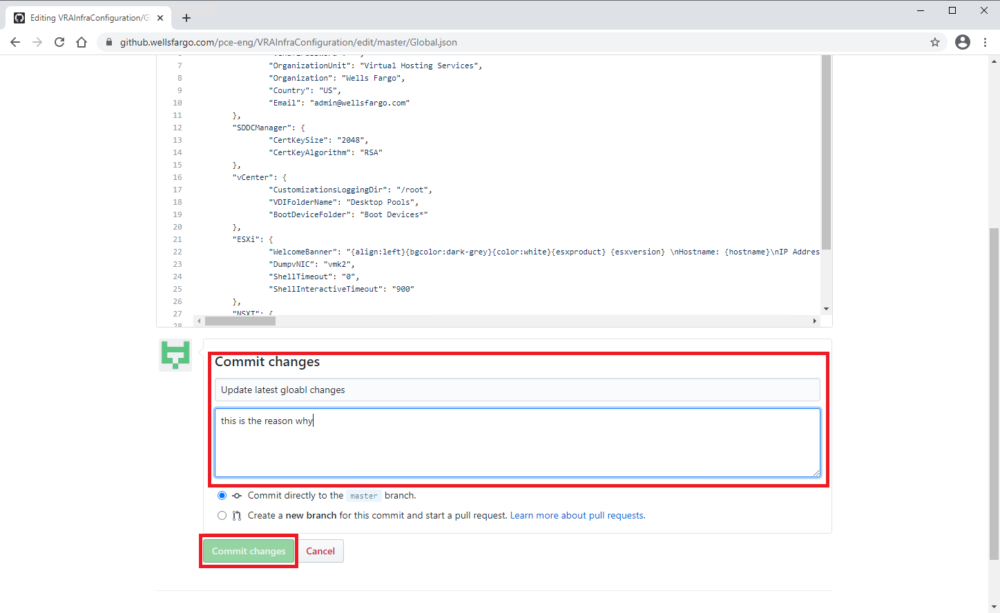 Editing VRAInfraConfiguration/Gl
github.wellsfargo.com/pce-eng/VRAInfraConfiguration/edit/master/Global.json
7 "OrganizationUnit": "Virtual Hosting Services",
8 "Organization": "Wells Fargo",
9 "Country": "US",
10 "Email": "admin@wellsfargo.com"
11 },
12 "SDDCManager": {
13 "CertKeySize": "2048",
14 "CertKeyAlgorithm": "RSA"
15 },
16 "vCenter": {
17 "CustomizationsLoggingDir": "/root",
18 "VDIFolderName": "Desktop Pools",
19 "BootDeviceFolder": "Boot Devices*"
20 },
21 "ESXi": {
22 "WelcomeBanner": "{align:left}{bgcolor:dark-grey}{color:white}{esxproduct} {esxversion} \nHostname: {hostname}\nIP Addres
23 "DumpvNIC": "vmk2",
24 "ShellTimeout": "0",
25 "ShellInteractiveTimeout": "900"
26 },
27 "NSXT": {
28
Commit changes
Update latest gloabl changes
this is the reason why
Commit directly to the master branch.
Create a new branch for this commit and start a pull request. Learn more about pull requests.
Commit changes Cancel